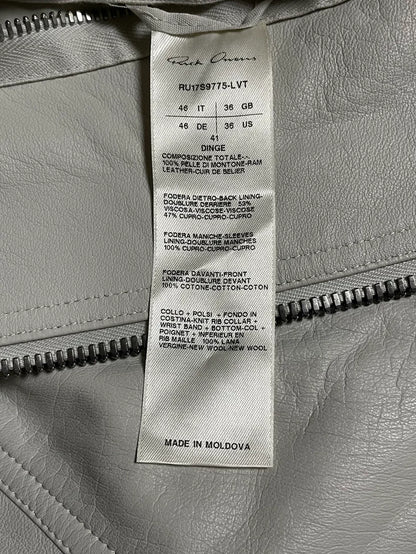 Rick Owens
RU17S9775-LVT
46 IT 36 GB
46 DE 36 US
41
DINGE
COMPOSIZIONE TOTALE-.-.
100% PELLE DI MONTONE-RAM
LEATHER-CUIR DE BELIER
FODERA DIETRO-BACK LINING-
DOUBLURE DERRIERE 53%
VISCOSA-VISCOSE-VISCOSE
47% CUPRO-CUPRO-CUPRO
FODERA MANICHE-SLEEVES
LINING-DOUBLURE MANCHES
100% CUPRO-CUPRO-CUPRO
FODERA DAVANTI-FRONT
LINING-DOUBLURE DEVANT
100% COTONE-COTTON-COTON
COLLO + POLSI + FONDO IN
COSTINA-KNIT RIB COLLAR +
WRIST BAND + BOTTOM-COL +
POIGNET + INFERIEUR EN
RIB MAILLE 100% LANA
VERGINE-NEW WOOL-NEW WOOL
MADE IN MOLDOVA